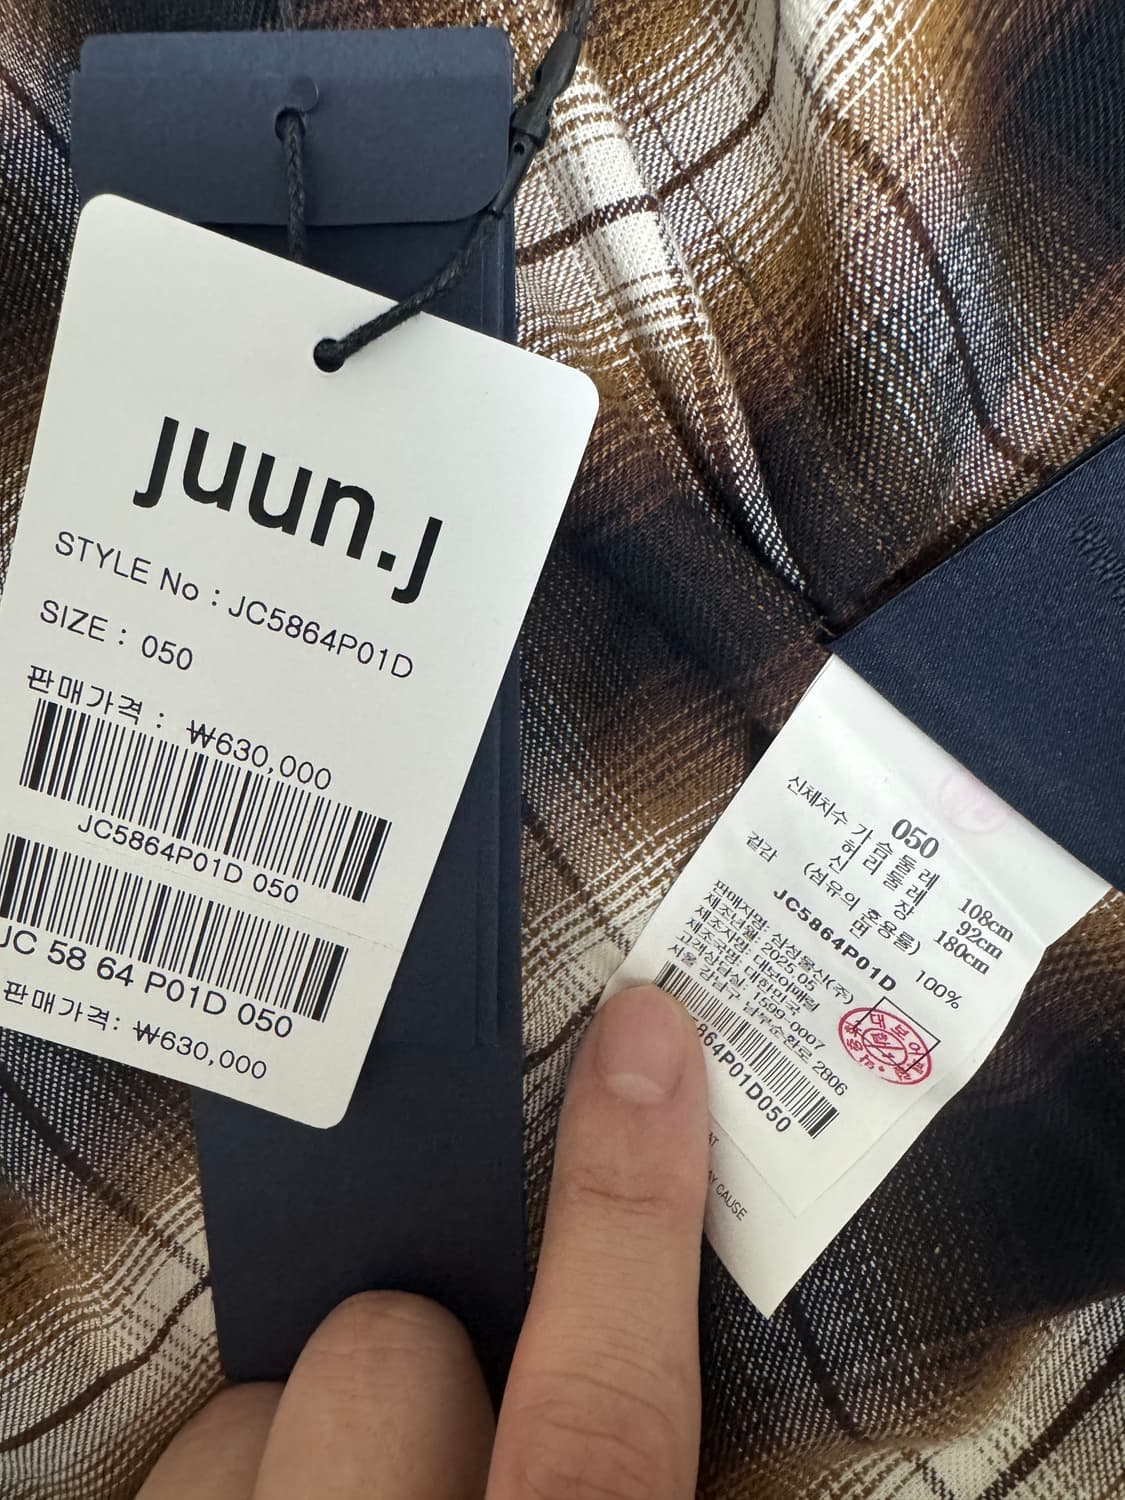 juun.j
STYLE No : JC5864P01D
SIZE : 050
판매가격 : ₩630,000
JC5864P01D 050
JC 58 64 P01D 050
판매가격: ₩630,000
050
신체치수 가슴둘레 108cm
허리둘레 92cm
신장 180cm
(섬유의 혼용률)
겉감 면 100%
JC5864P01D
판매자명: 삼성물산(주)
제조년월: 2025.05
제조자명: 대보어패럴
제조국명: 대한민국
고객상담실: 1599-0007
서울 강남구 남부순환로 2806
864P01D050
AY CAUSE